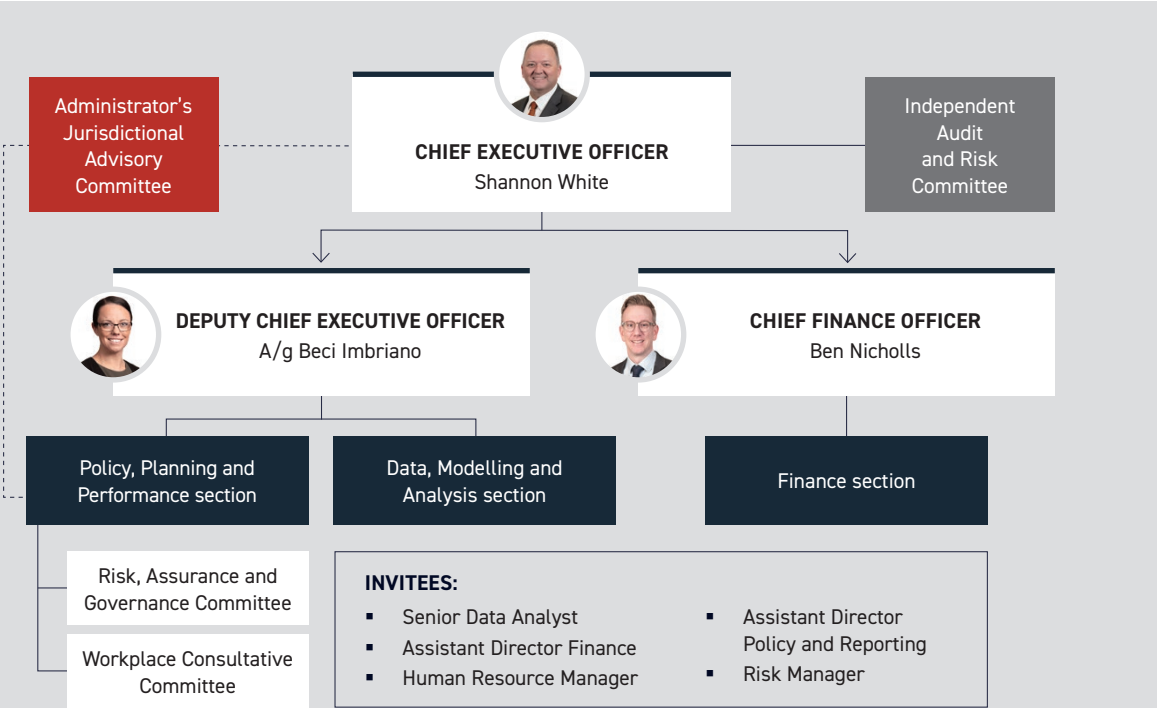 Administrator's
Jurisdictional
Advisory
Committee
CHIEF EXECUTIVE OFFICER
Shannon White
Independent
Audit
and Risk
Committee
DEPUTY CHIEF EXECUTIVE OFFICER
A/g Beci Imbriano
CHIEF FINANCE OFFICER
Ben Nicholls
Policy, Planning and
Performance section
Data, Modelling and
Analysis section
Finance section
Risk, Assurance and
Governance Committee
Workplace Consultative
Committee
INVITEES:
▪ Senior Data Analyst
▪ Assistant Director Finance
▪ Human Resource Manager
▪ Assistant Director
Policy and Reporting
▪ Risk Manager